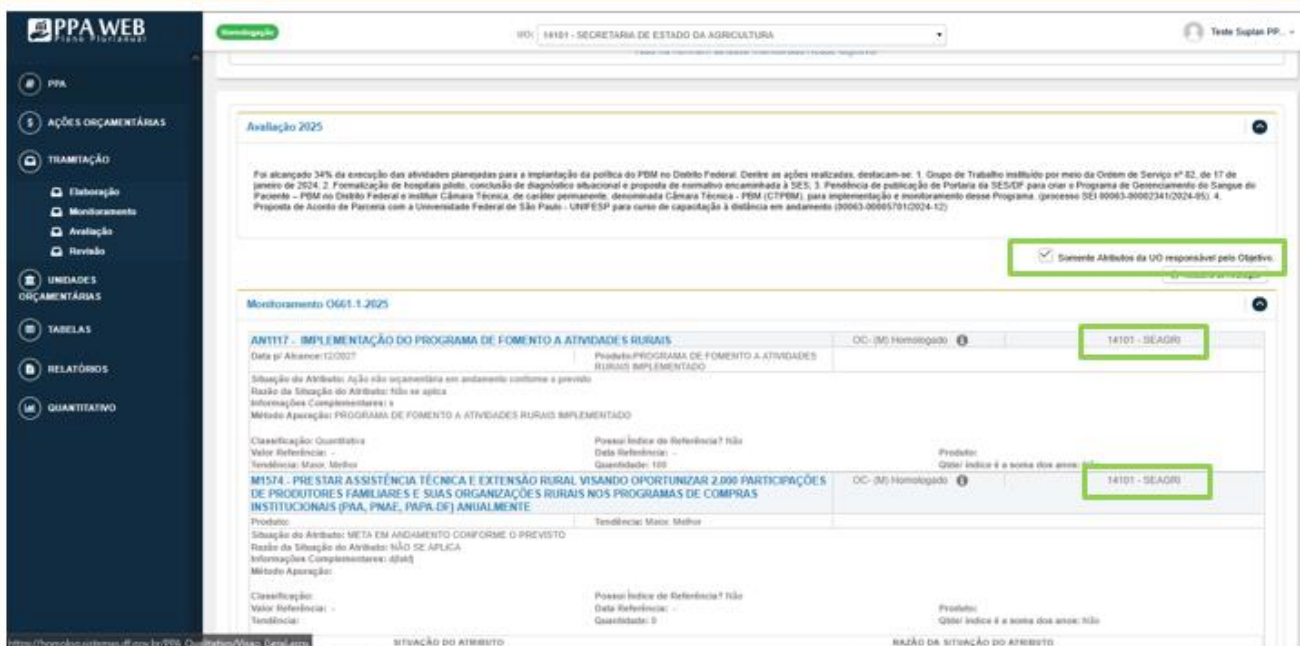 PPA WEB
Plano Plurianual
Homologação
UO: 14101 - SECRETARIA DE ESTADO DA AGRICULTURA
Teste Suplan PP...
PPA
AÇÕES ORÇAMENTÁRIAS
TRAMITAÇÃO
Elaboração
Monitoramento
Avaliação
Revisão
UNIDADES
ORÇAMENTÁRIAS
TABELAS
RELATÓRIOS
QUANTITATIVO
Avaliação 2025
Foi alcançado 34% da execução das atividades planejadas para a implantação da política do PBM no Distrito Federal. Dentre as ações realizadas, destacam-se: 1. Grupo de Trabalho instituído por meio da Ordem de Serviço nº 82, de 17 de
janeiro de 2024, 2. Formalização de hospitais piloto, conclusão de diagnóstico situacional e proposta de normativo encaminhada à SES, 3. Pendência de publicação de Portaria da SES/DF para criar o Programa de Gerenciamento do Sangue do
Paciente – PBM no Distrito Federal e instituir Câmara Técnica, de caráter permanente, denominada Câmara Técnica - PBM (CTPBM), para implementação e monitoramento desse Programa. (processo SEI 00063-00002341/2024-05). 4.
Proposta de Acordo de Parceria com a Universidade Federal de São Paulo - UNIFESP para curso de capacitação à distância em andamento (00063-00005701/2024-12)
Somente Atributos da UO responsável pelo Objetivo.
Monitoramento O661-1-2025
AN1117 - IMPLEMENTAÇÃO DO PROGRAMA DE FOMENTO A ATIVIDADES RURAIS
OC- (M) Homologado
14101 - SEAGRI
Data p/ Alcance:12/2027
Produto:PROGRAMA DE FOMENTO A ATIVIDADES
RURAIS IMPLEMENTADO
Situação do Atributo: Ação não orçamentária em andamento conforme o previsto
Razão da Situação do Atributo: Não se aplica
Informações Complementares: s
Método Apuração: PROGRAMA DE FOMENTO A ATIVIDADES RURAIS IMPLEMENTADO
Classificação: Quantitativa
Possui Índice de Referência? Não
Valor Referência: -
Data Referência: -
Produto:
Tendência: Maior, Melhor
Quantidade: 100
Qtde/ índice é a soma dos anos: Não
M1574 - PRESTAR ASSISTÊNCIA TÉCNICA E EXTENSÃO RURAL VISANDO OPORTUNIZAR 2.000 PARTICIPAÇÕES
DE PRODUTORES FAMILIARES E SUAS ORGANIZAÇÕES RURAIS NOS PROGRAMAS DE COMPRAS
INSTITUCIONAIS (PAA, PNAE, PAPA-DF) ANUALMENTE
OC- (M) Homologado
14101 - SEAGRI
Produto:
Tendência: Maior, Melhor
Situação do Atributo: META EM ANDAMENTO CONFORME O PREVISTO
Razão da Situação do Atributo: NÃO SE APLICA
Informações Complementares:
Método Apuração:
Classificação:
Possui Índice de Referência? Não
Valor Referência: -
Data Referência: -
Produto:
Tendência:
Quantidade: 0
Qtde/ índice é a soma dos anos: Não
SITUAÇÃO DO ATRIBUTO
RAZÃO DA SITUAÇÃO DO ATRIBUTO